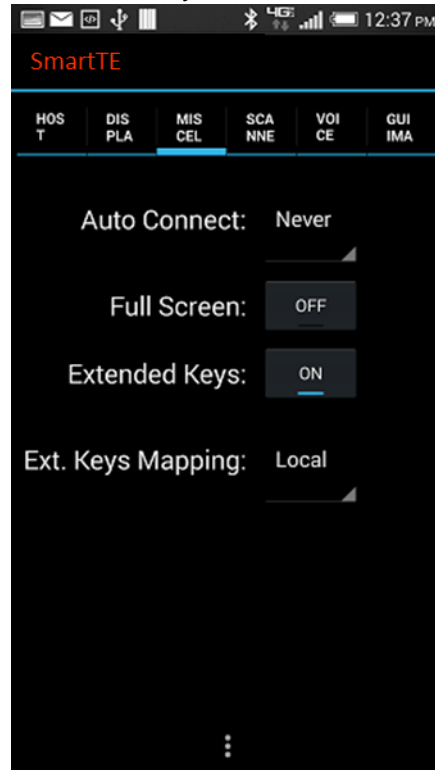 4G 12:37 PM
SmartTE
HOS DIS MIS SCA VOI GUI
T PLA CEL NNE CE IMA
Auto Connect: Never
Full Screen: OFF
Extended Keys: ON
Ext. Keys Mapping: Local